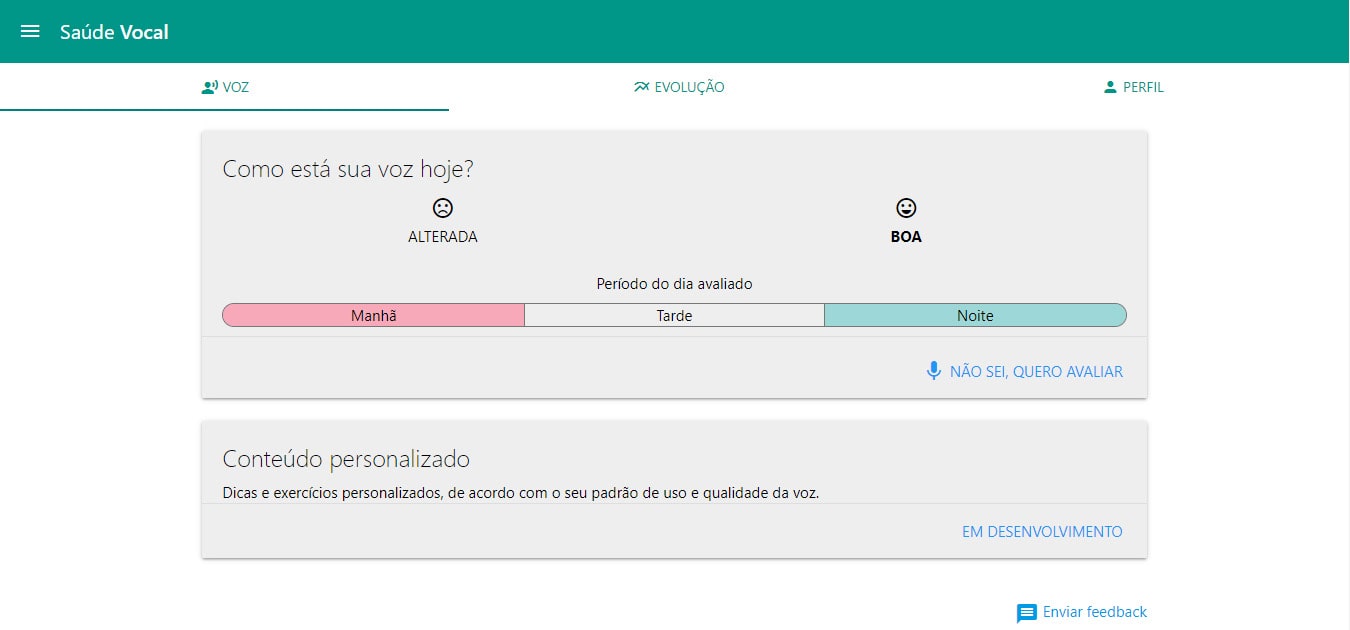 Saúde Vocal
VOZ EVOLUÇÃO PERFIL
Como está sua voz hoje?
ALTERADA BOA
Período do dia avaliado
Manhã Tarde Noite
NÃO SEI, QUERO AVALIAR
Conteúdo personalizado
Dicas e exercícios personalizados, de acordo com o seu padrão de uso e qualidade da voz.
EM DESENVOLVIMENTO
Enviar feedback